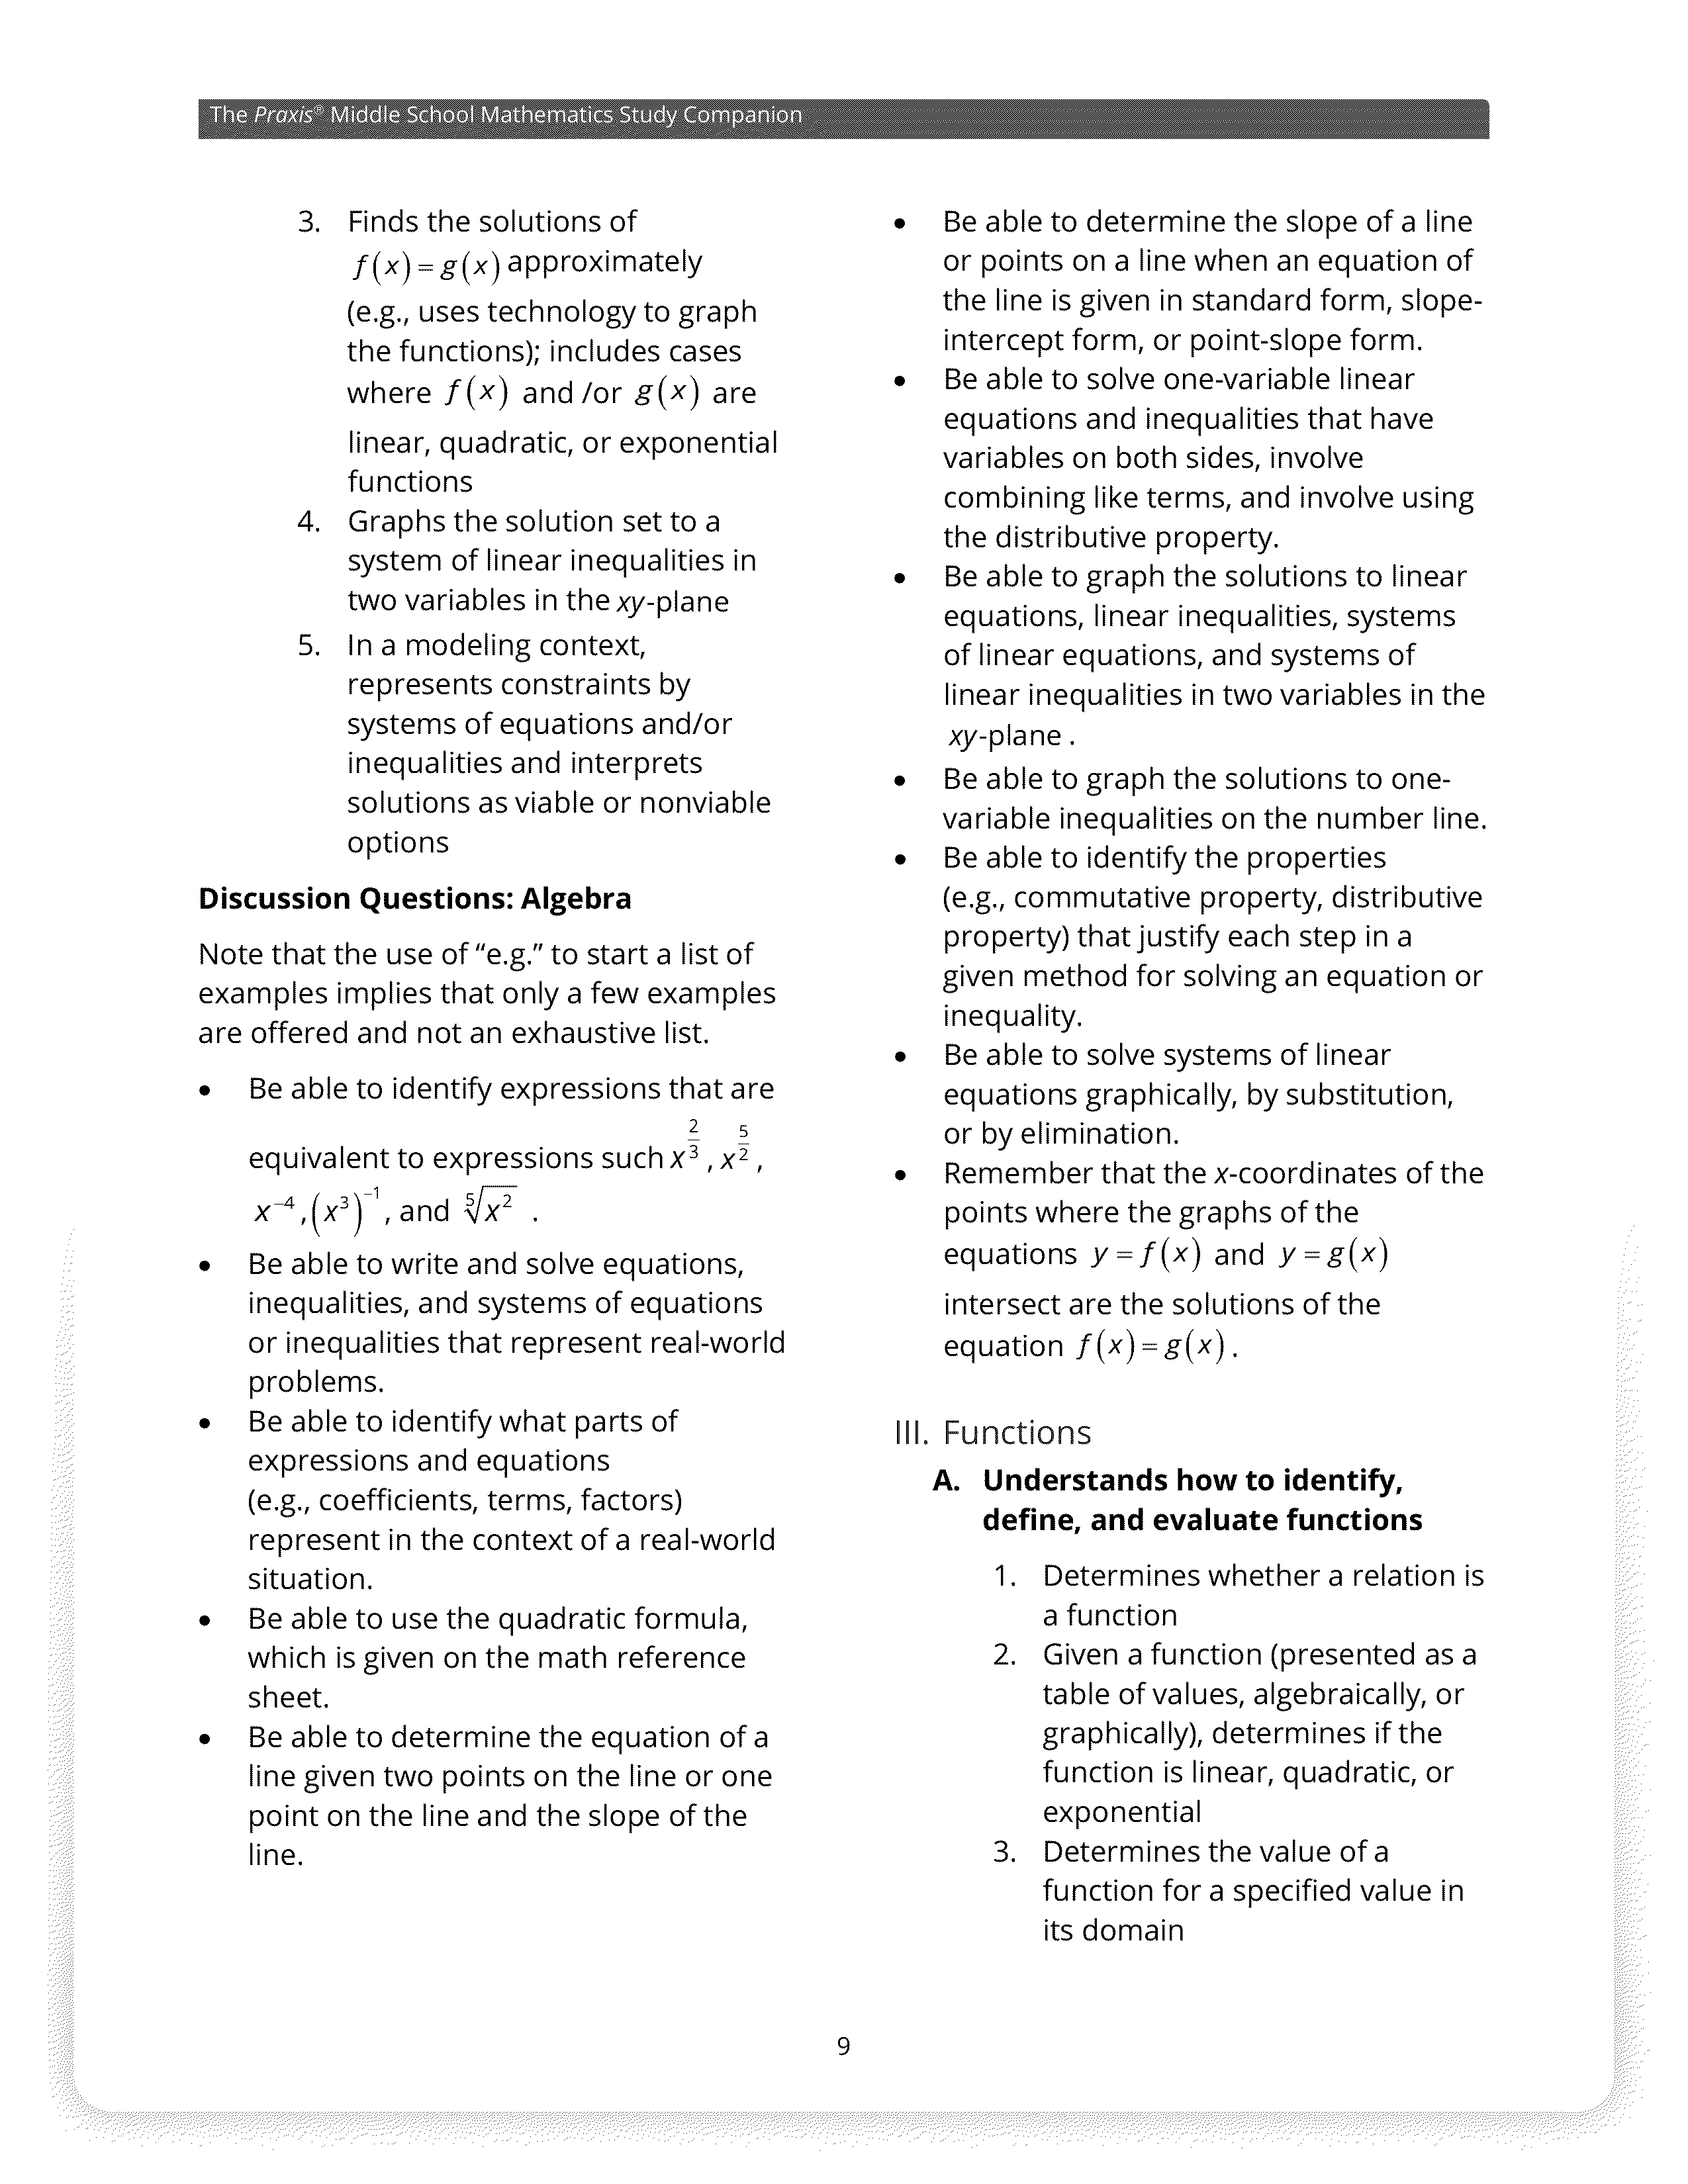 The Praxis® Middle School Mathematics Study Companion
3. Finds the solutions of
f(x) = g(x) approximately
(e.g., uses technology to graph
the functions); includes cases
where f(x) and /or g(x) are
linear, quadratic, or exponential
functions
4. Graphs the solution set to a
system of linear inequalities in
two variables in the xy-plane
5. In a modeling context,
represents constraints by
systems of equations and/or
inequalities and interprets
solutions as viable or nonviable
options
Discussion Questions: Algebra
Note that the use of “e.g.” to start a list of
examples implies that only a few examples
are offered and not an exhaustive list.
• Be able to identify expressions that are
equivalent to expressions such x^(2/3), x^(5/2),
x^(−4), (x^3)^(−1), and ⁵√(x^2) .
• Be able to write and solve equations,
inequalities, and systems of equations
or inequalities that represent real-world
problems.
• Be able to identify what parts of
expressions and equations
(e.g., coefficients, terms, factors)
represent in the context of a real-world
situation.
• Be able to use the quadratic formula,
which is given on the math reference
sheet.
• Be able to determine the equation of a
line given two points on the line or one
point on the line and the slope of the
line.
• Be able to determine the slope of a line
or points on a line when an equation of
the line is given in standard form, slope-
intercept form, or point-slope form.
• Be able to solve one-variable linear
equations and inequalities that have
variables on both sides, involve
combining like terms, and involve using
the distributive property.
• Be able to graph the solutions to linear
equations, linear inequalities, systems
of linear equations, and systems of
linear inequalities in two variables in the
xy-plane .
• Be able to graph the solutions to one-
variable inequalities on the number line.
• Be able to identify the properties
(e.g., commutative property, distributive
property) that justify each step in a
given method for solving an equation or
inequality.
• Be able to solve systems of linear
equations graphically, by substitution,
or by elimination.
• Remember that the x-coordinates of the
points where the graphs of the
equations y = f(x) and y = g(x)
intersect are the solutions of the
equation f(x) = g(x) .
III. Functions
A. Understands how to identify,
define, and evaluate functions
1. Determines whether a relation is
a function
2. Given a function (presented as a
table of values, algebraically, or
graphically), determines if the
function is linear, quadratic, or
exponential
3. Determines the value of a
function for a specified value in
its domain
9